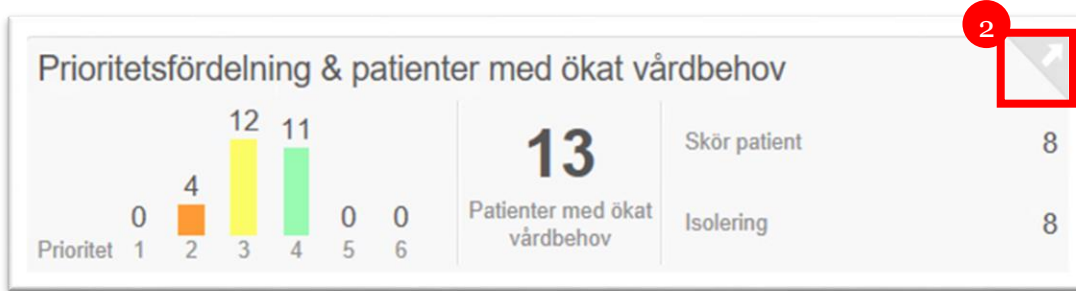 2
Prioritetsfördelning & patienter med ökat vårdbehov
0 4 12 11 0 0
Prioritet 1 2 3 4 5 6
13
Patienter med ökat
vårdbehov
Skör patient 8
Isolering 8